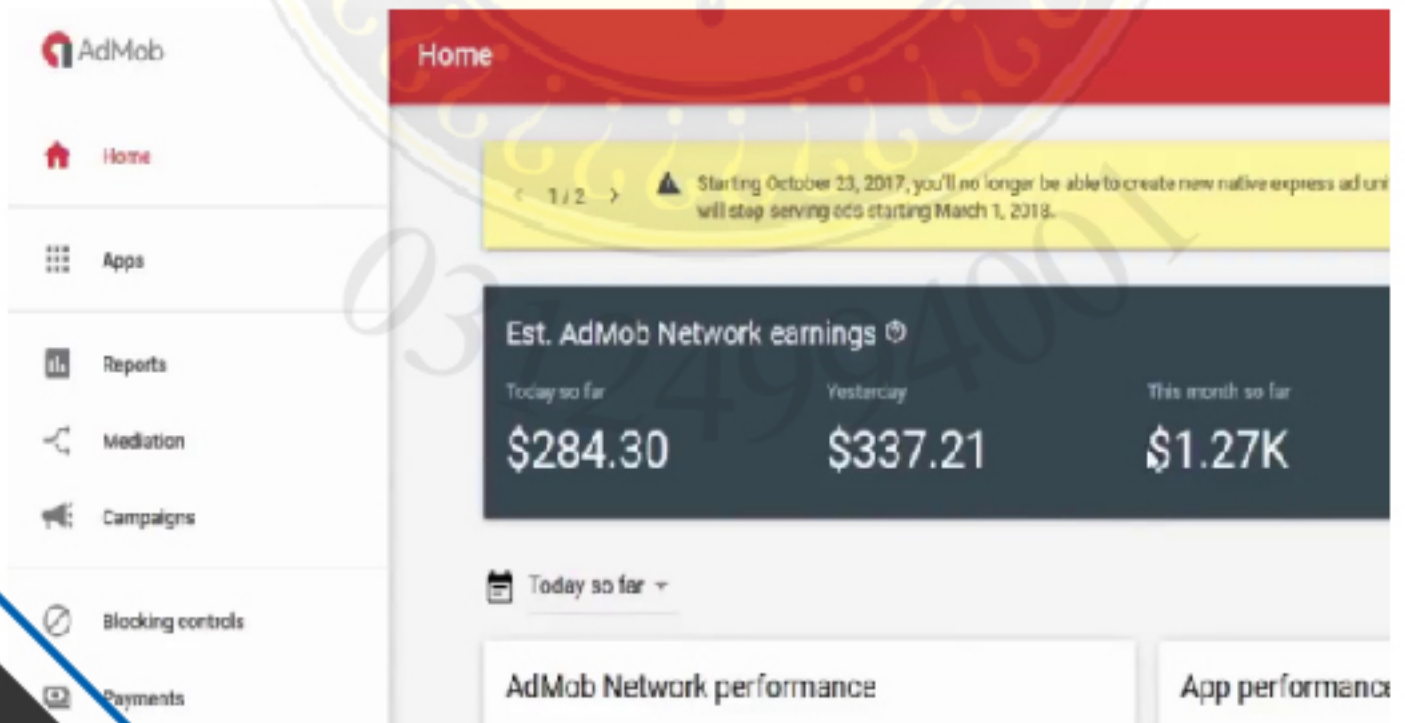 AdMob
Home
Home
Apps
Reports
Mediation
Campaigns
Blocking controls
Payments
< 1/2 >
Starting October 23, 2017, you'll no longer be able to create new native express ad uni
will stop serving ads starting March 1, 2018.
Est. AdMob Network earnings
Today so far
Yesterday
This month so far
$284.30
$337.21
$1.27K
Today so far
AdMob Network performance
App performance
03124994001